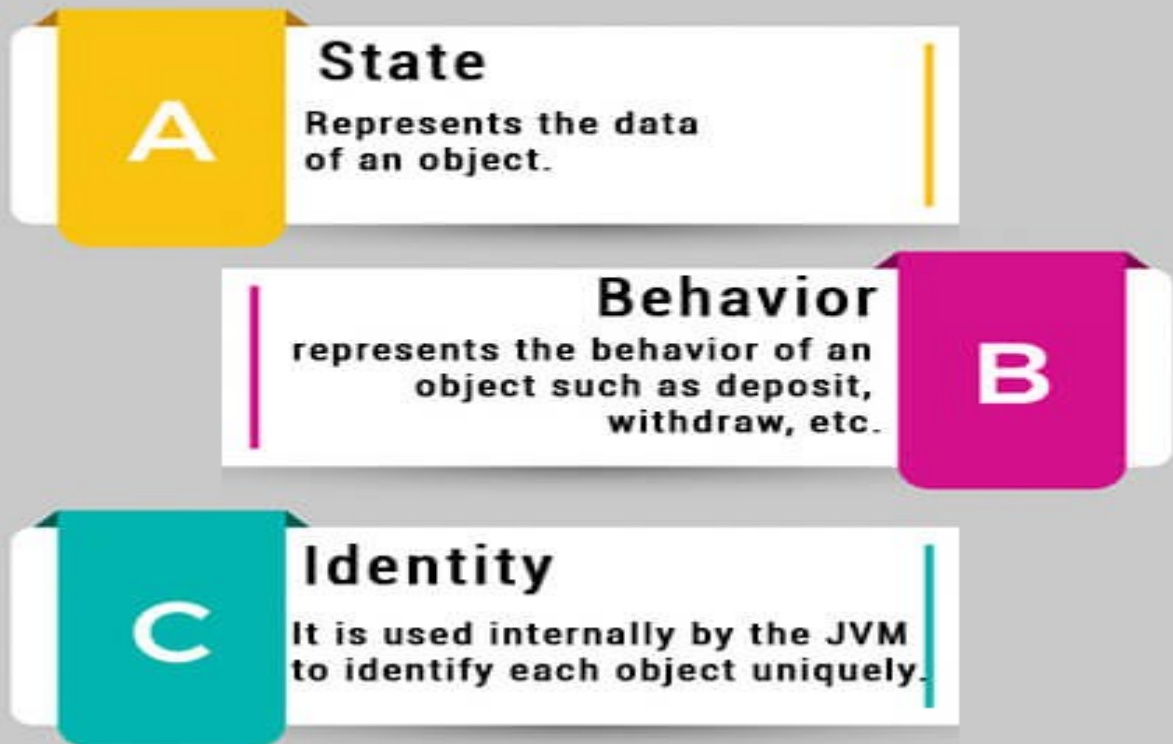 A
State
Represents the data
of an object.
Behavior
represents the behavior of an
object such as deposit,
withdraw, etc.
B
C
Identity
It is used internally by the JVM
to identify each object uniquely.